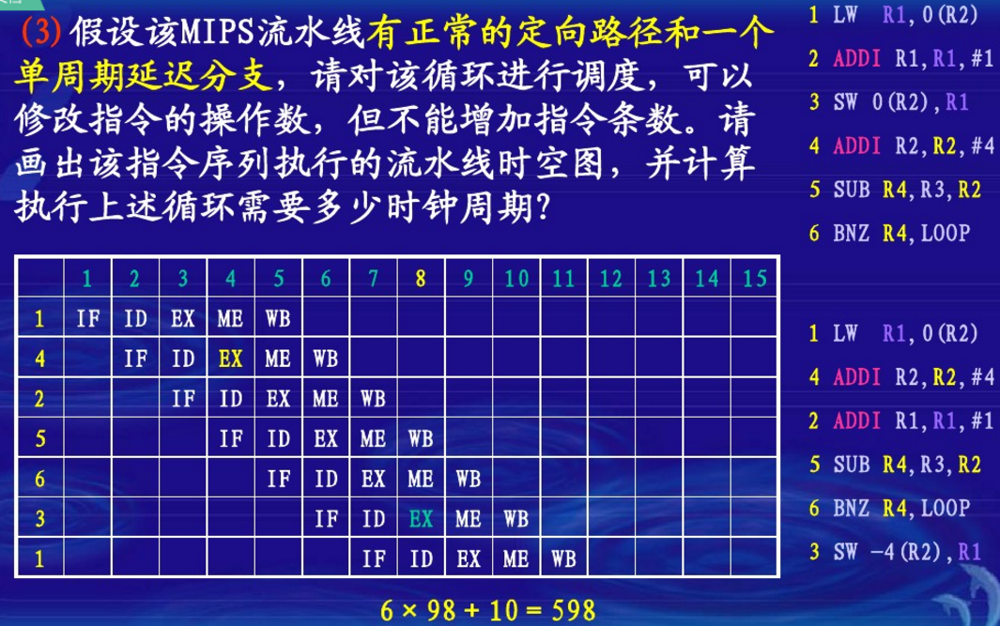 (3) 假设该MIPS流水线有正常的定向路径和一个
单周期延迟分支，请对该循环进行调度，可以
修改指令的操作数，但不能增加指令条数。请
画出该指令序列执行的流水线时空图，并计算
执行上述循环需要多少时钟周期?
1 LW R1,0(R2)
2 ADDI R1,R1,#1
3 SW 0(R2),R1
4 ADDI R2,R2,#4
5 SUB R4,R3,R2
6 BNZ R4,LOOP
1 2 3 4 5 6 7 8 9 10 11 12 13 14 15
1 IF ID EX ME WB
4 IF ID EX ME WB
2 IF ID EX ME WB
5 IF ID EX ME WB
6 IF ID EX ME WB
3 IF ID EX ME WB
1 IF ID EX ME WB
1 LW R1,0(R2)
4 ADDI R2,R2,#4
2 ADDI R1,R1,#1
5 SUB R4,R3,R2
6 BNZ R4,LOOP
3 SW -4(R2),R1
6 × 98 + 10 = 598